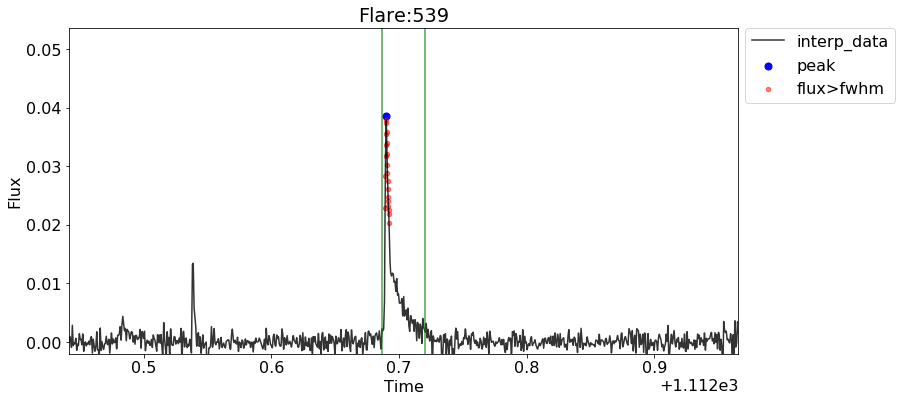 Flare:539
interp_data
peak
flux>fwhm
Flux
0.05
0.04
0.03
0.02
0.01
0.00
0.5 0.6 0.7 0.8 0.9
Time
+1.112e3